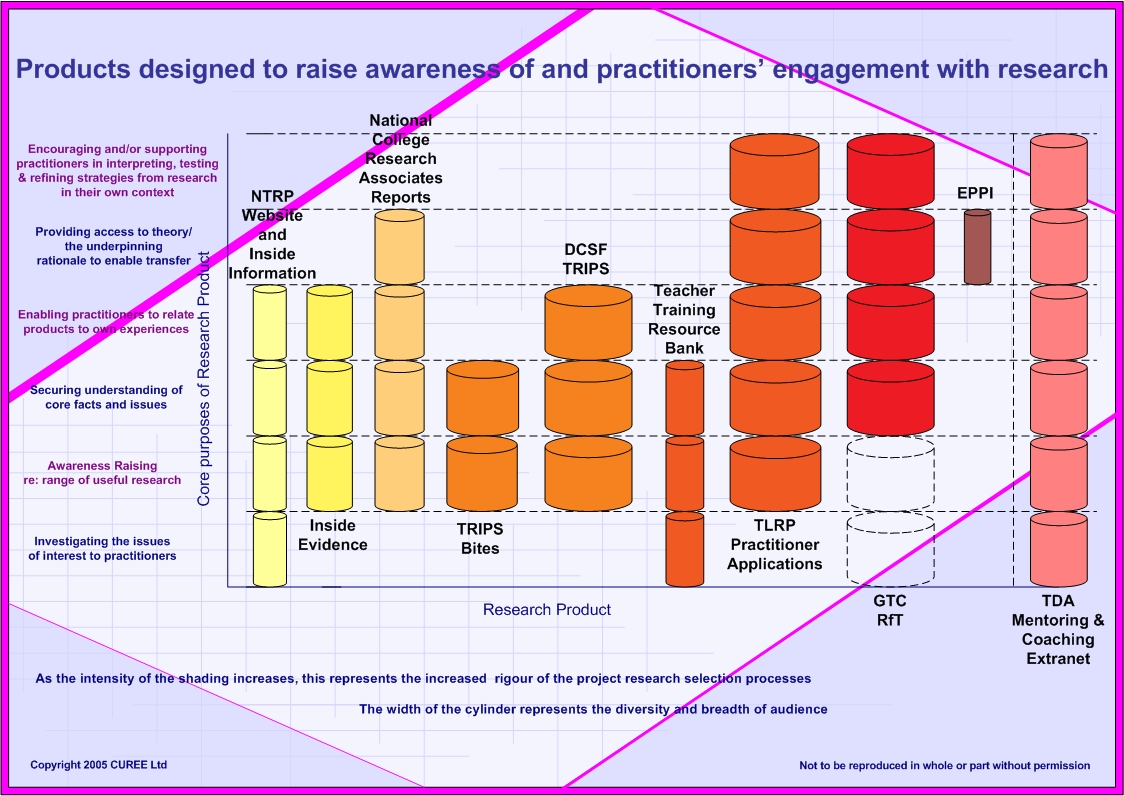 Products designed to raise awareness of and practitioners’ engagement with research
Encouraging and/or supporting
practitioners in interpreting, testing
& refining strategies from research
in their own context
Providing access to theory/
the underpinning
rationale to enable transfer
Enabling practitioners to relate
products to own experiences
Securing understanding of
core facts and issues
Awareness Raising
re: range of useful research
Investigating the issues
of interest to practitioners
Core purposes of Research Product
NTRP
Website
and
Inside
Information
Inside
Evidence
National
College
Research
Associates
Reports
TRIPS
Bites
DCSF
TRIPS
Teacher
Training
Resource
Bank
TLRP
Practitioner
Applications
GTC
RfT
EPPI
TDA
Mentoring &
Coaching
Extranet
Research Product
As the intensity of the shading increases, this represents the increased  rigour of the project research selection processes
The width of the cylinder represents the diversity and breadth of audience
Copyright 2005 CUREE Ltd
Not to be reproduced in whole or part without permission